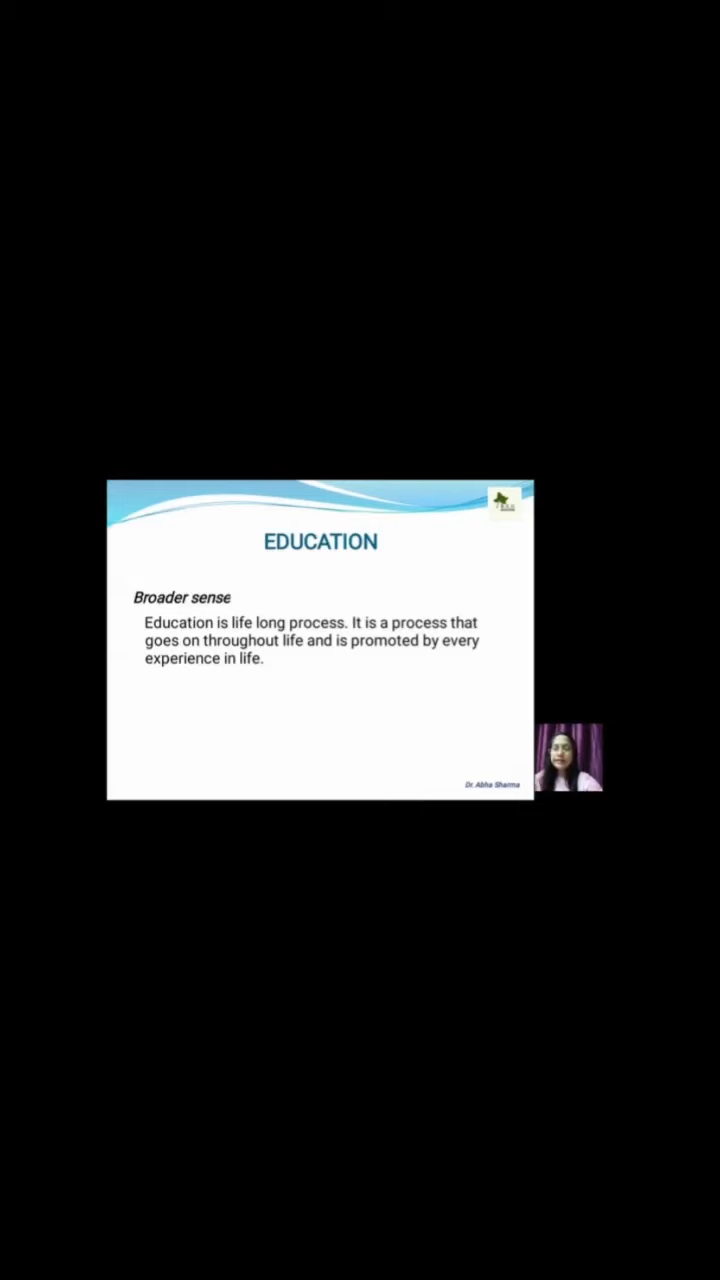 EDUCATION
Broader sense
Education is life long process. It is a process that
goes on throughout life and is promoted by every
experience in life.
Dr. Abha Sharma